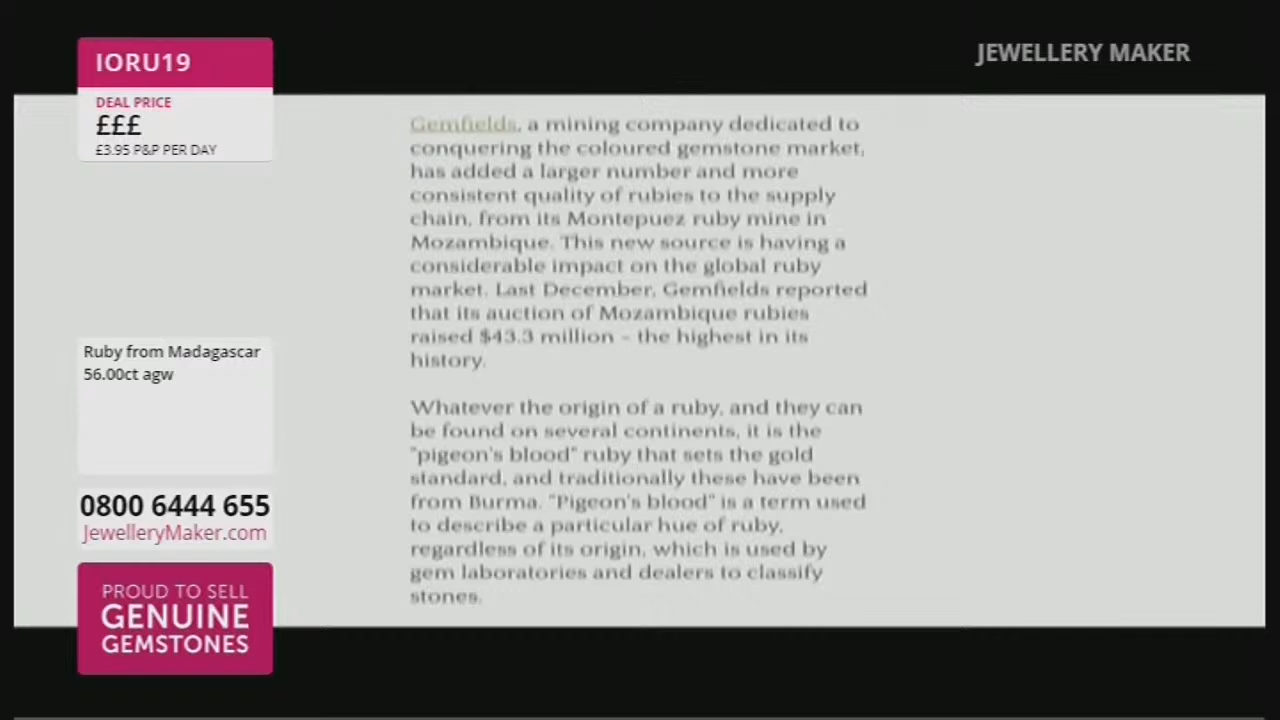 IORU19
DEAL PRICE
£££
£3.95 P&P PER DAY
JEWELLERY MAKER
Gemfields, a mining company dedicated to
conquering the coloured gemstone market,
has added a larger number and more
consistent quality of rubies to the supply
chain, from its Montepuez ruby mine in
Mozambique. This new source is having a
considerable impact on the global ruby
market. Last December, Gemfields reported
that its auction of Mozambique rubies
raised $43.3 million – the highest in its
history.
Whatever the origin of a ruby, and they can
be found on several continents, it is the
"pigeon's blood" ruby that sets the gold
standard, and traditionally these have been
from Burma. "Pigeon's blood" is a term used
to describe a particular hue of ruby,
regardless of its origin, which is used by
gem laboratories and dealers to classify
stones.
Ruby from Madagascar
56.00ct agw
0800 6444 655
JewelleryMaker.com
PROUD TO SELL
GENUINE
GEMSTONES